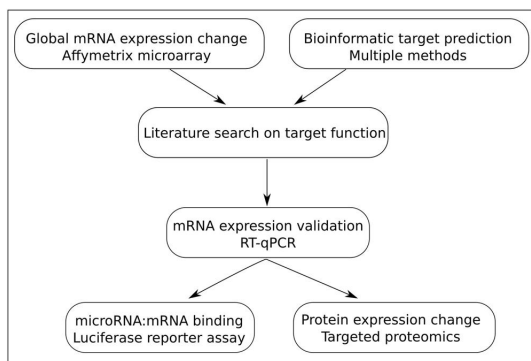 Global mRNA expression change
Affymetrix microarray
Bioinformatic target prediction
Multiple methods
Literature search on target function
mRNA expression validation
RT-qPCR
microRNA:mRNA binding
Luciferase reporter assay
Protein expression change
Targeted proteomics